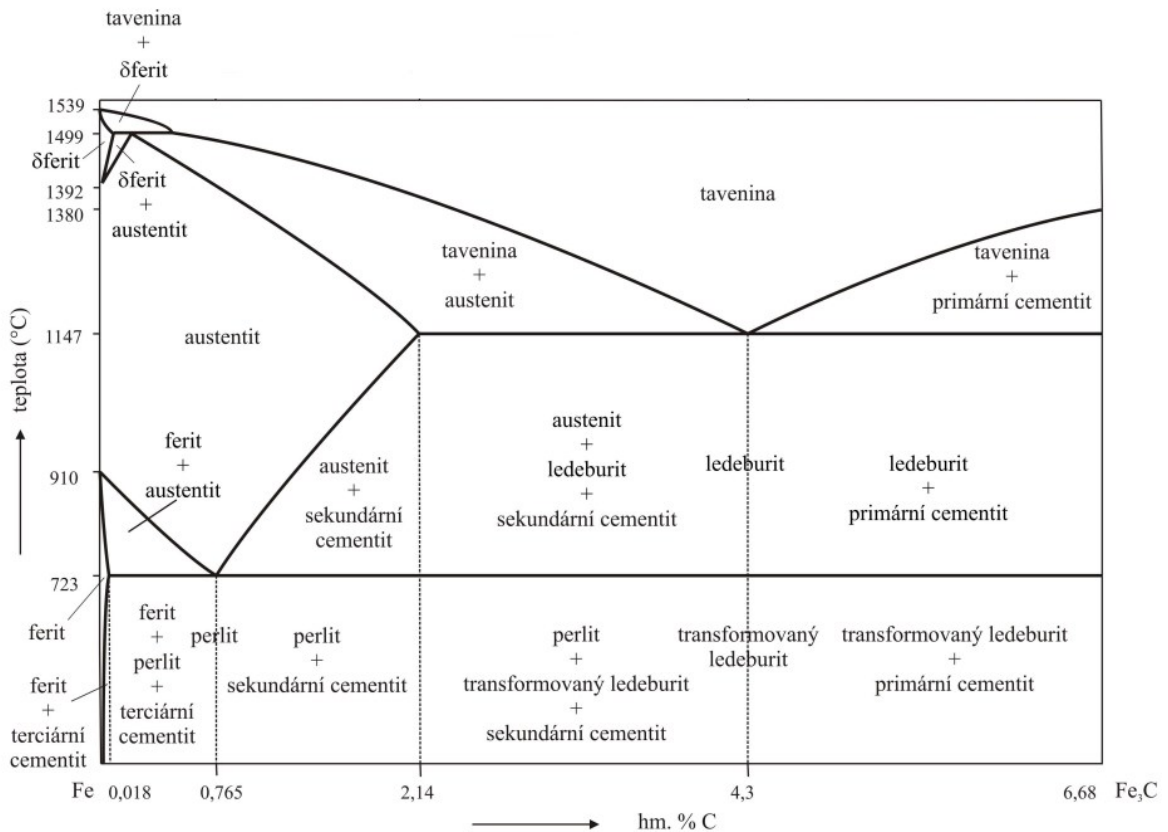 tavenina
+
δferit
1539
1499
δferit
δferit
+
austentit
1392
1380
tavenina
tavenina
+
austenit
tavenina
+
primární cementit
1147
austentit
teplota (°C)
ferit
+
austentit
910
austenit
+
sekundární
cementit
austenit
+
ledeburit
+
sekundární cementit
ledeburit
ledeburit
+
primární cementit
723
ferit
ferit
+
terciární
cementit
ferit
+
perlit
+
terciární
cementit
perlit
perlit
+
sekundární cementit
perlit
+
transformovaný ledeburit
+
sekundární cementit
transformovaný
ledeburit
transformovaný ledeburit
+
primární cementit
Fe
0,018
0,765
2,14
4,3
6,68
Fe₃C
hm. % C